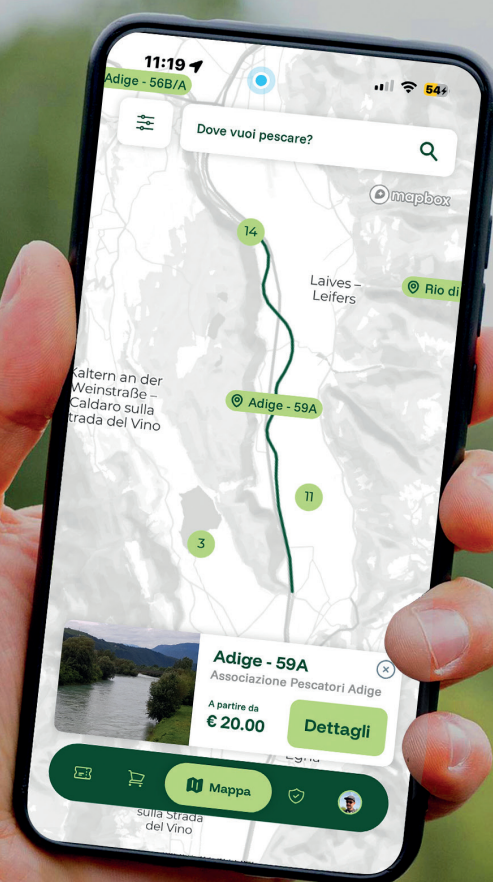 11:19
54
Adige - 56B/A
Dove vuoi pescare?
mapbox
14
Laives –
Leifers
Rio di
Kaltern an der
Weinstraße –
Caldaro sulla
trada del Vino
Adige - 59A
11
3
Adige - 59A
Associazione Pescatori Adige
A partire da
€ 20.00
Dettagli
Egna
Mappa
sulla Strada
del Vino